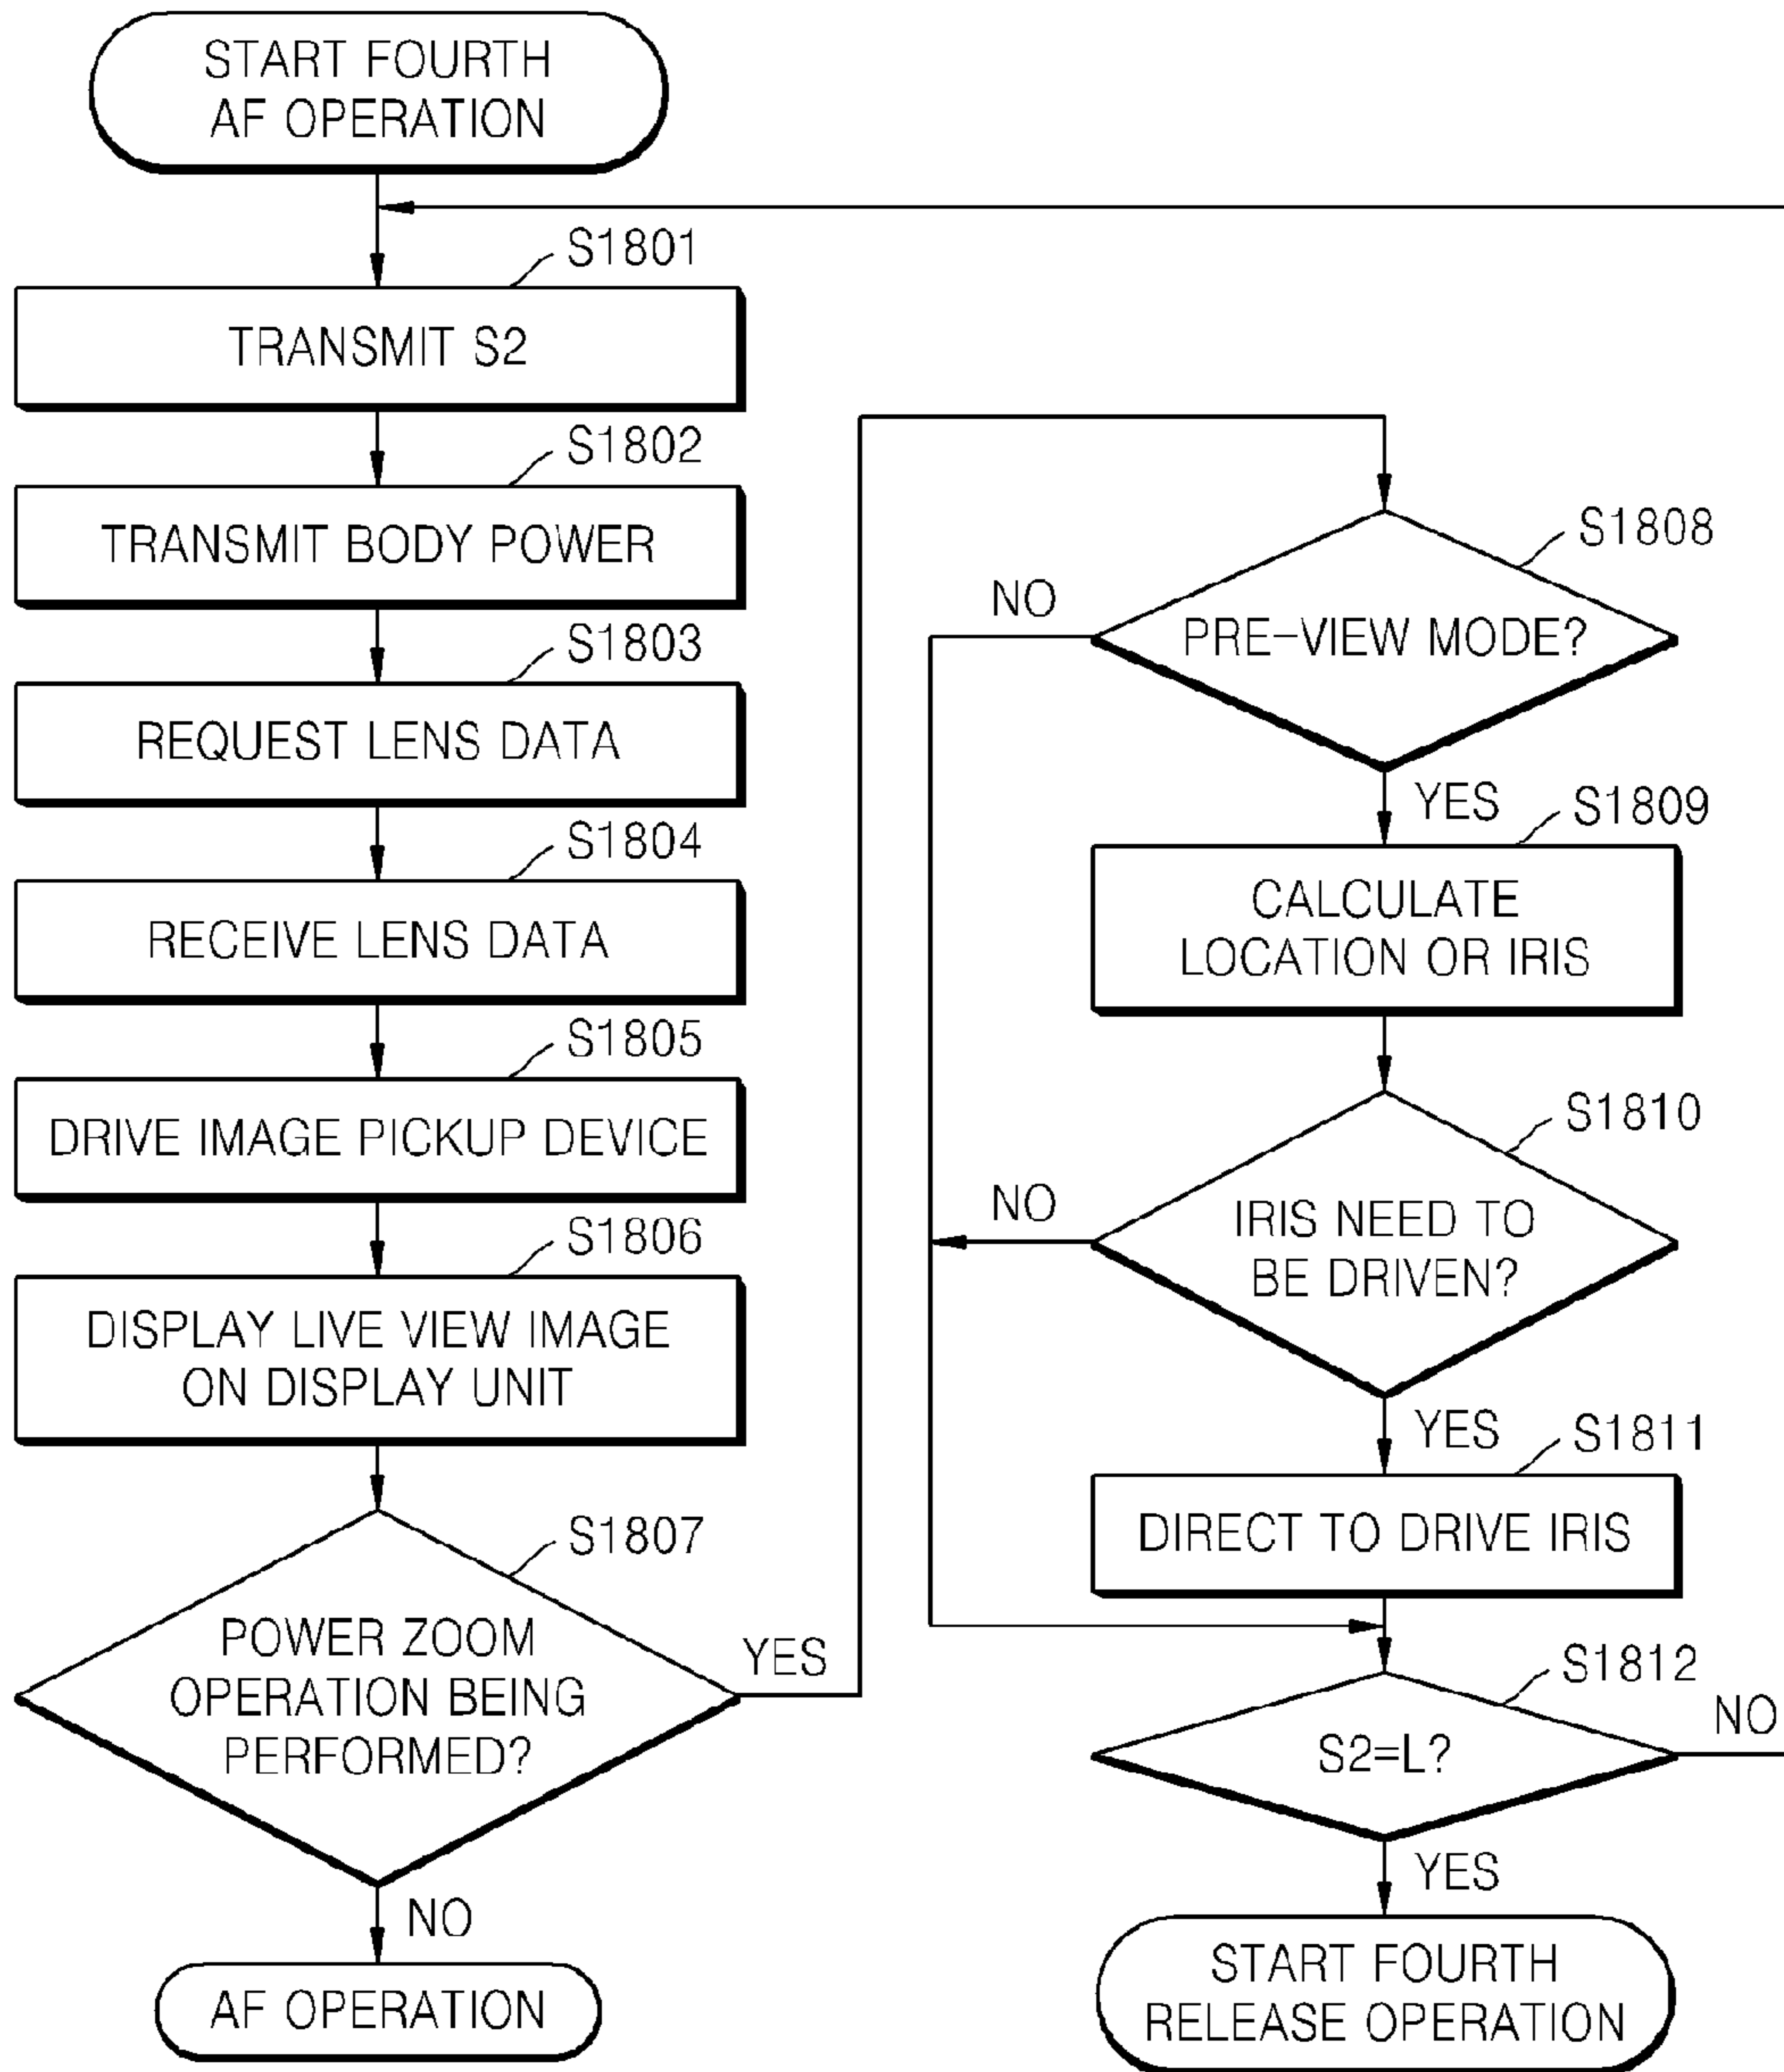 START FOURTH
AF OPERATION
S1801
TRANSMIT S2
S1802
TRANSMIT BODY POWER
S1803
REQUEST LENS DATA
S1804
RECEIVE LENS DATA
S1805
DRIVE IMAGE PICKUP DEVICE
S1806
DISPLAY LIVE VIEW IMAGE
ON DISPLAY UNIT
S1807
POWER ZOOM
OPERATION BEING
PERFORMED?
YES
NO
AF OPERATION
S1808
NO
PRE-VIEW MODE?
YES
S1809
CALCULATE
LOCATION OR IRIS
S1810
NO
IRIS NEED TO
BE DRIVEN?
YES
S1811
DIRECT TO DRIVE IRIS
S1812
NO
S2=L?
YES
START FOURTH
RELEASE OPERATION